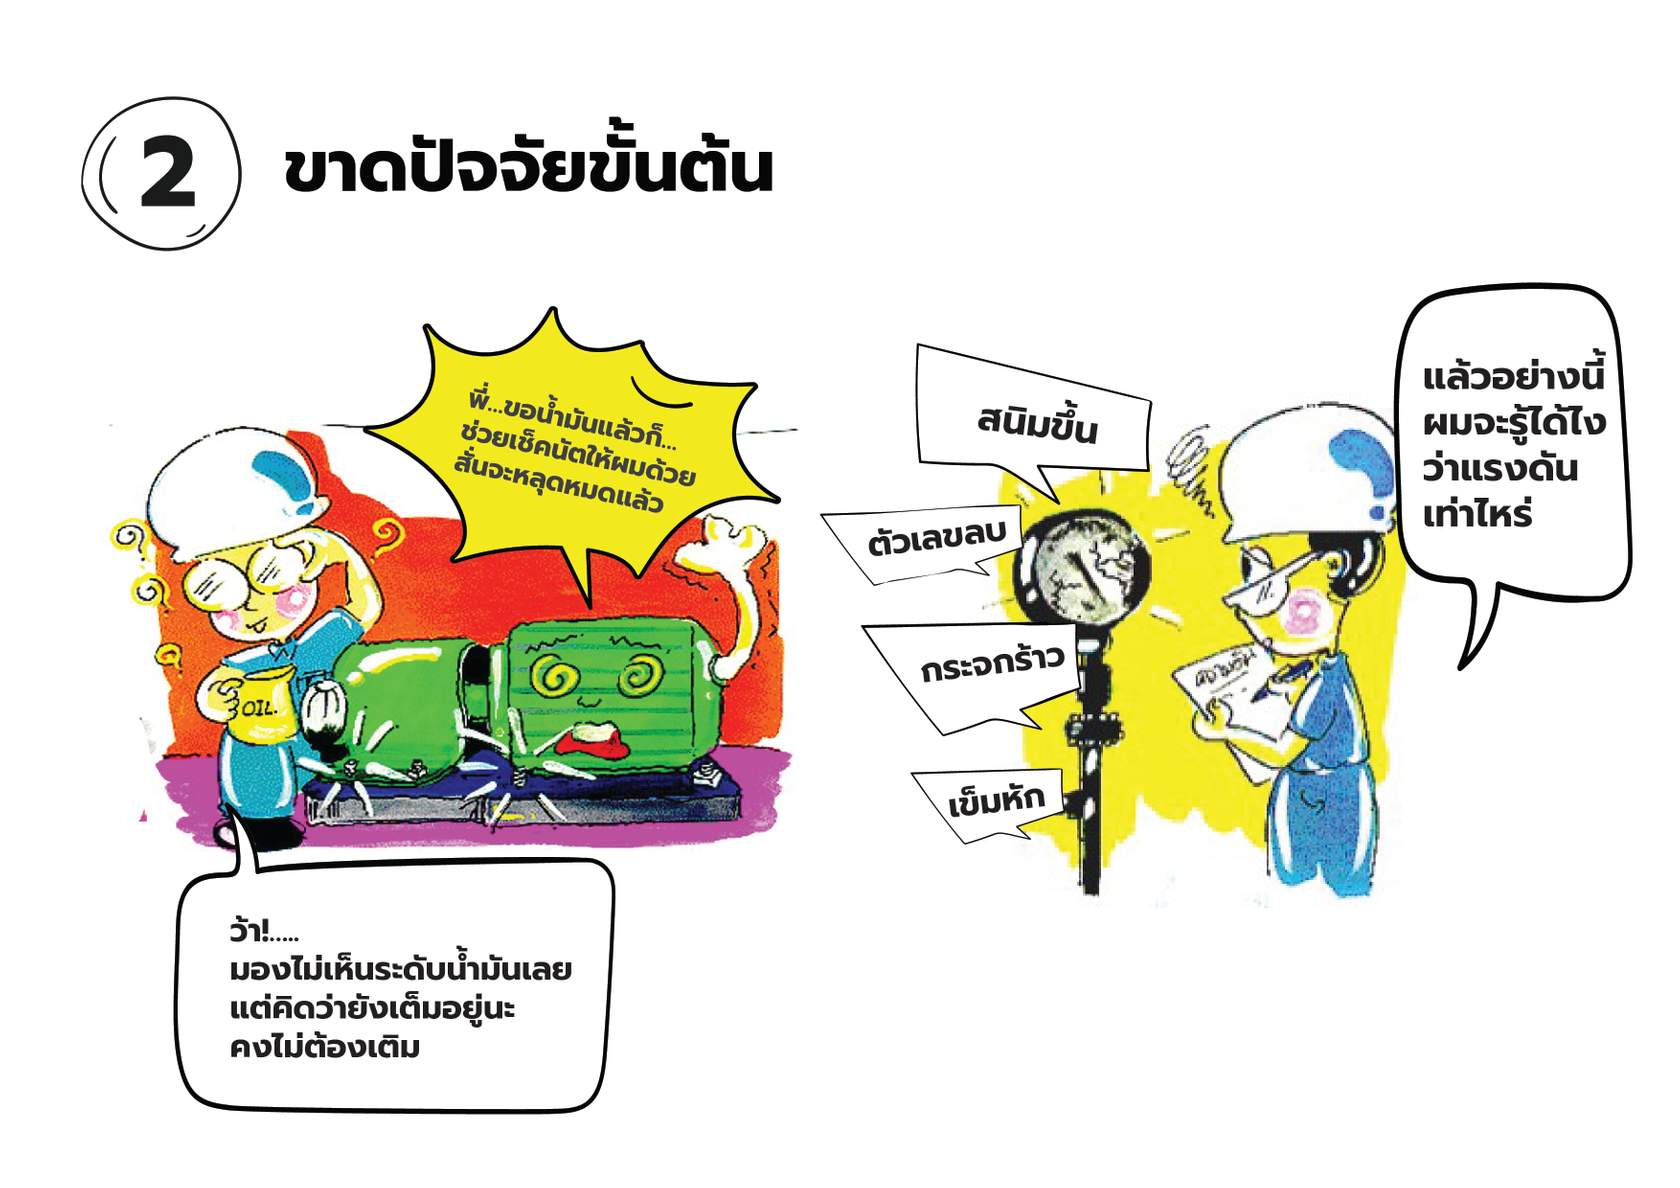 2
ขาดปัจจัยขั้นต้น
พี่...ขอน้ำมันแล้วก็...
ช่วยเช็คนัตให้ผมด้วย
สั่นจะหลุดหมดแล้ว
OIL.
ว้า!.....
มองไม่เห็นระดับน้ำมันเลย
แต่คิดว่ายังเต็มอยู่นะ
คงไม่ต้องเติม
สนิมขึ้น
ตัวเลขลบ
กระจกร้าว
เข็มหัก
แล้วอย่างนี้
ผมจะรู้ได้ไง
ว่าแรงดัน
เท่าไหร่